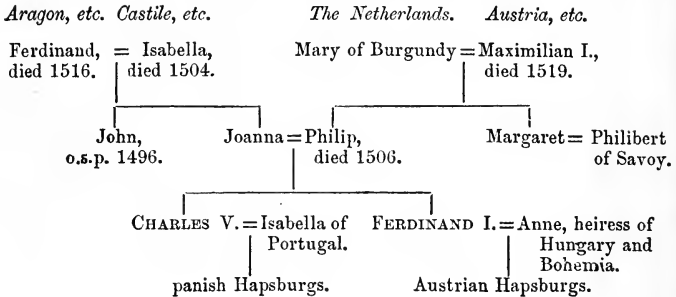 Aragon, etc. Castile, etc. The Netherlands. Austria, etc.
Ferdinand, = Isabella, Mary of Burgundy = Maximilian I.,
died 1516. died 1504. died 1519.
John, Joanna = Philip, Margaret = Philibert
o.s.p. 1496. died 1506. of Savoy.
CHARLES V. = Isabella of FERDINAND I. = Anne, heiress of
Portugal. Hungary and
Bohemia.
panish Hapsburgs. Austrian Hapsburgs.